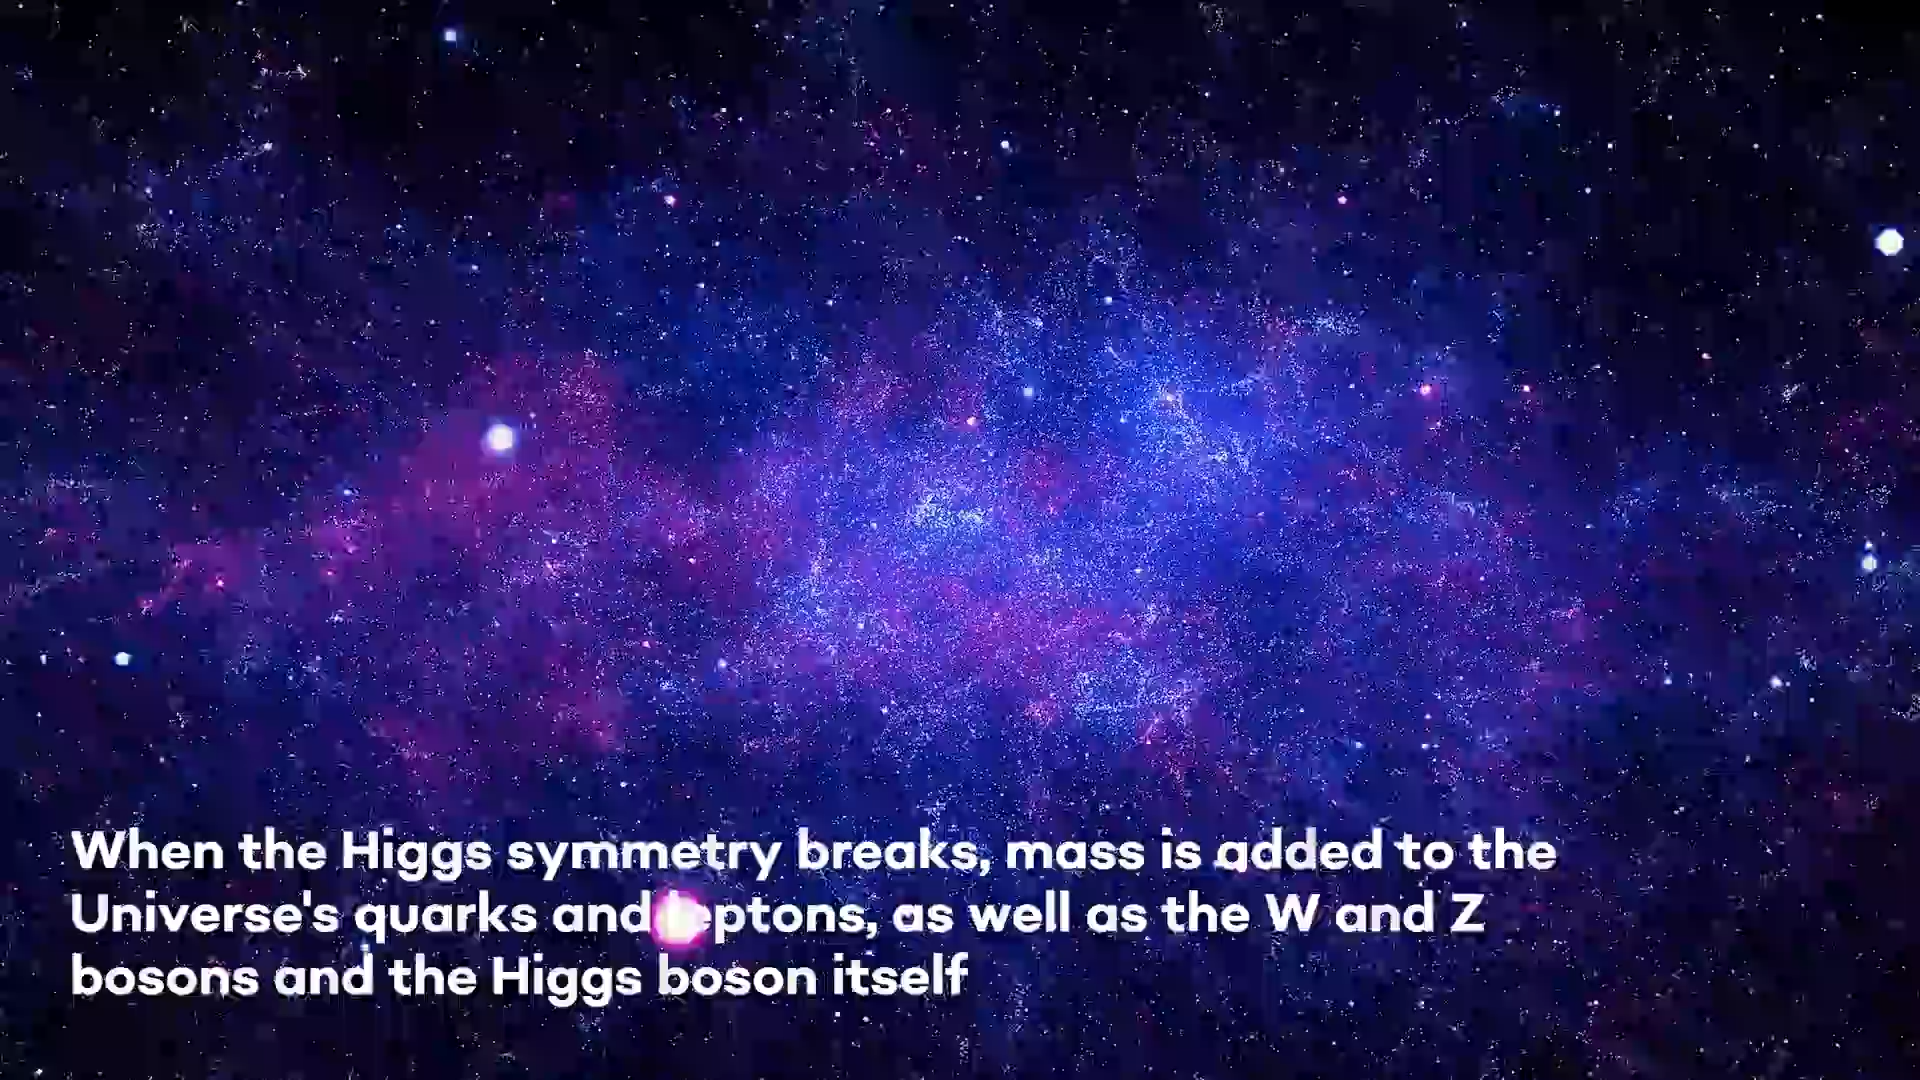 When the Higgs symmetry breaks, mass is added to the
Universe's quarks and leptons, as well as the W and Z
bosons and the Higgs boson itself